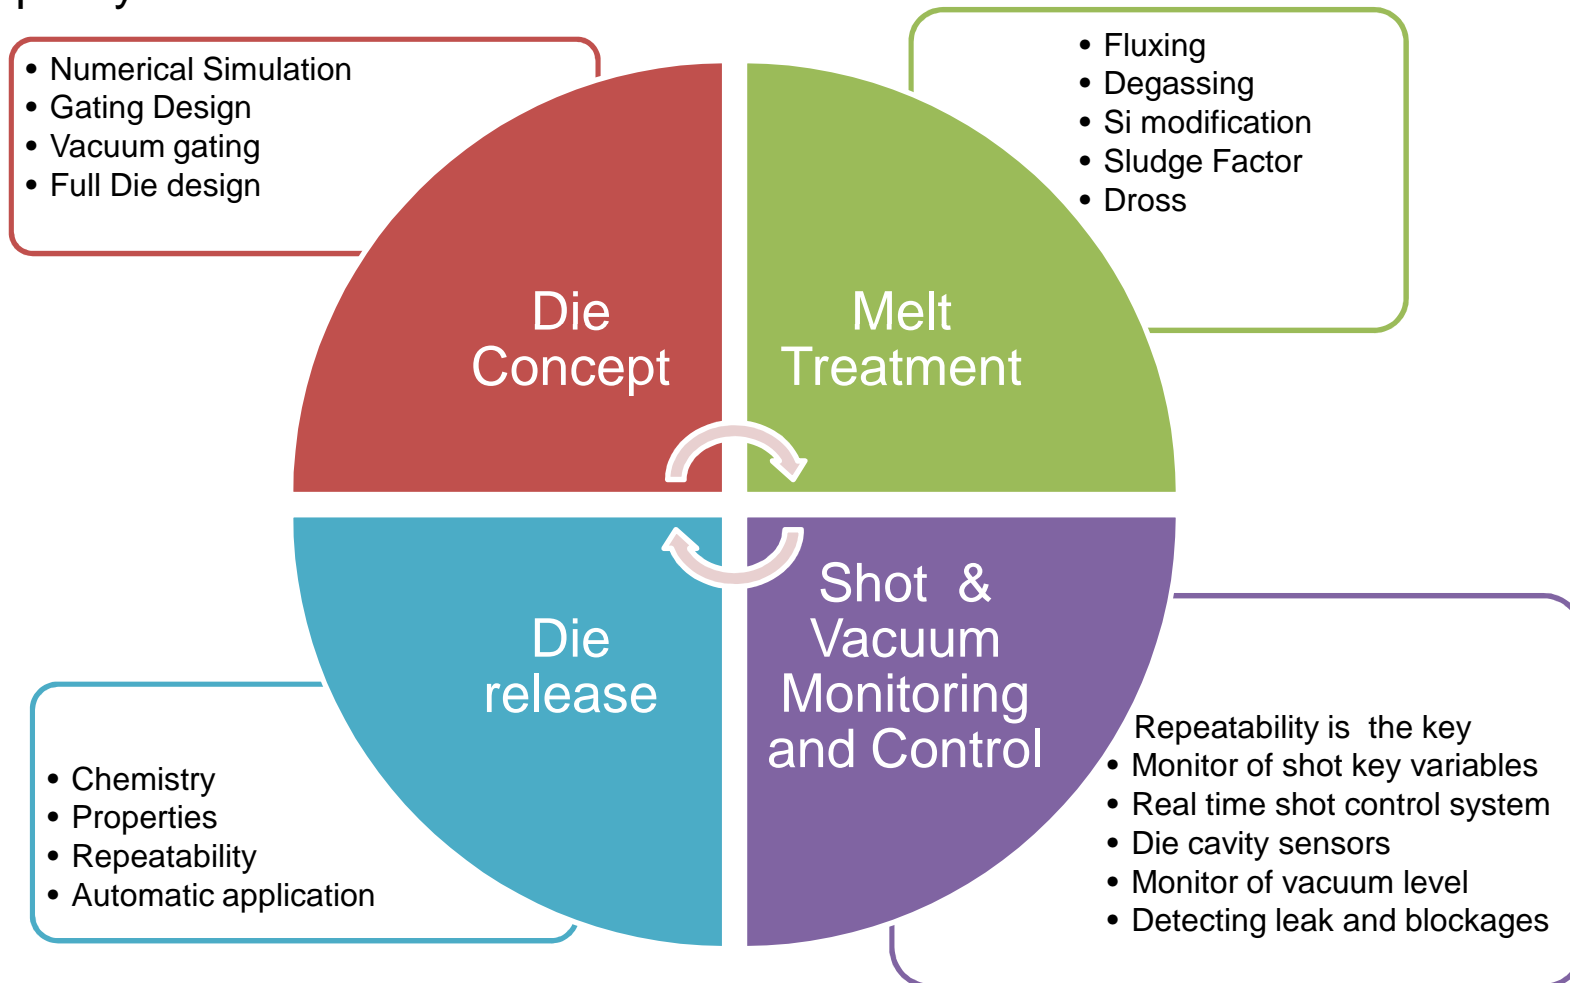 • Numerical Simulation
• Gating Design
• Vacuum gating
• Full Die design
• Fluxing
• Degassing
• Si modification
• Sludge Factor
• Dross
Die
Concept
Melt
Treatment
Die
release
Shot  &
Vacuum
Monitoring
and Control
• Chemistry
• Properties
• Repeatability
• Automatic application
Repeatability is  the key
• Monitor of shot key variables
• Real time shot control system
• Die cavity sensors
• Monitor of vacuum level
• Detecting leak and blockages